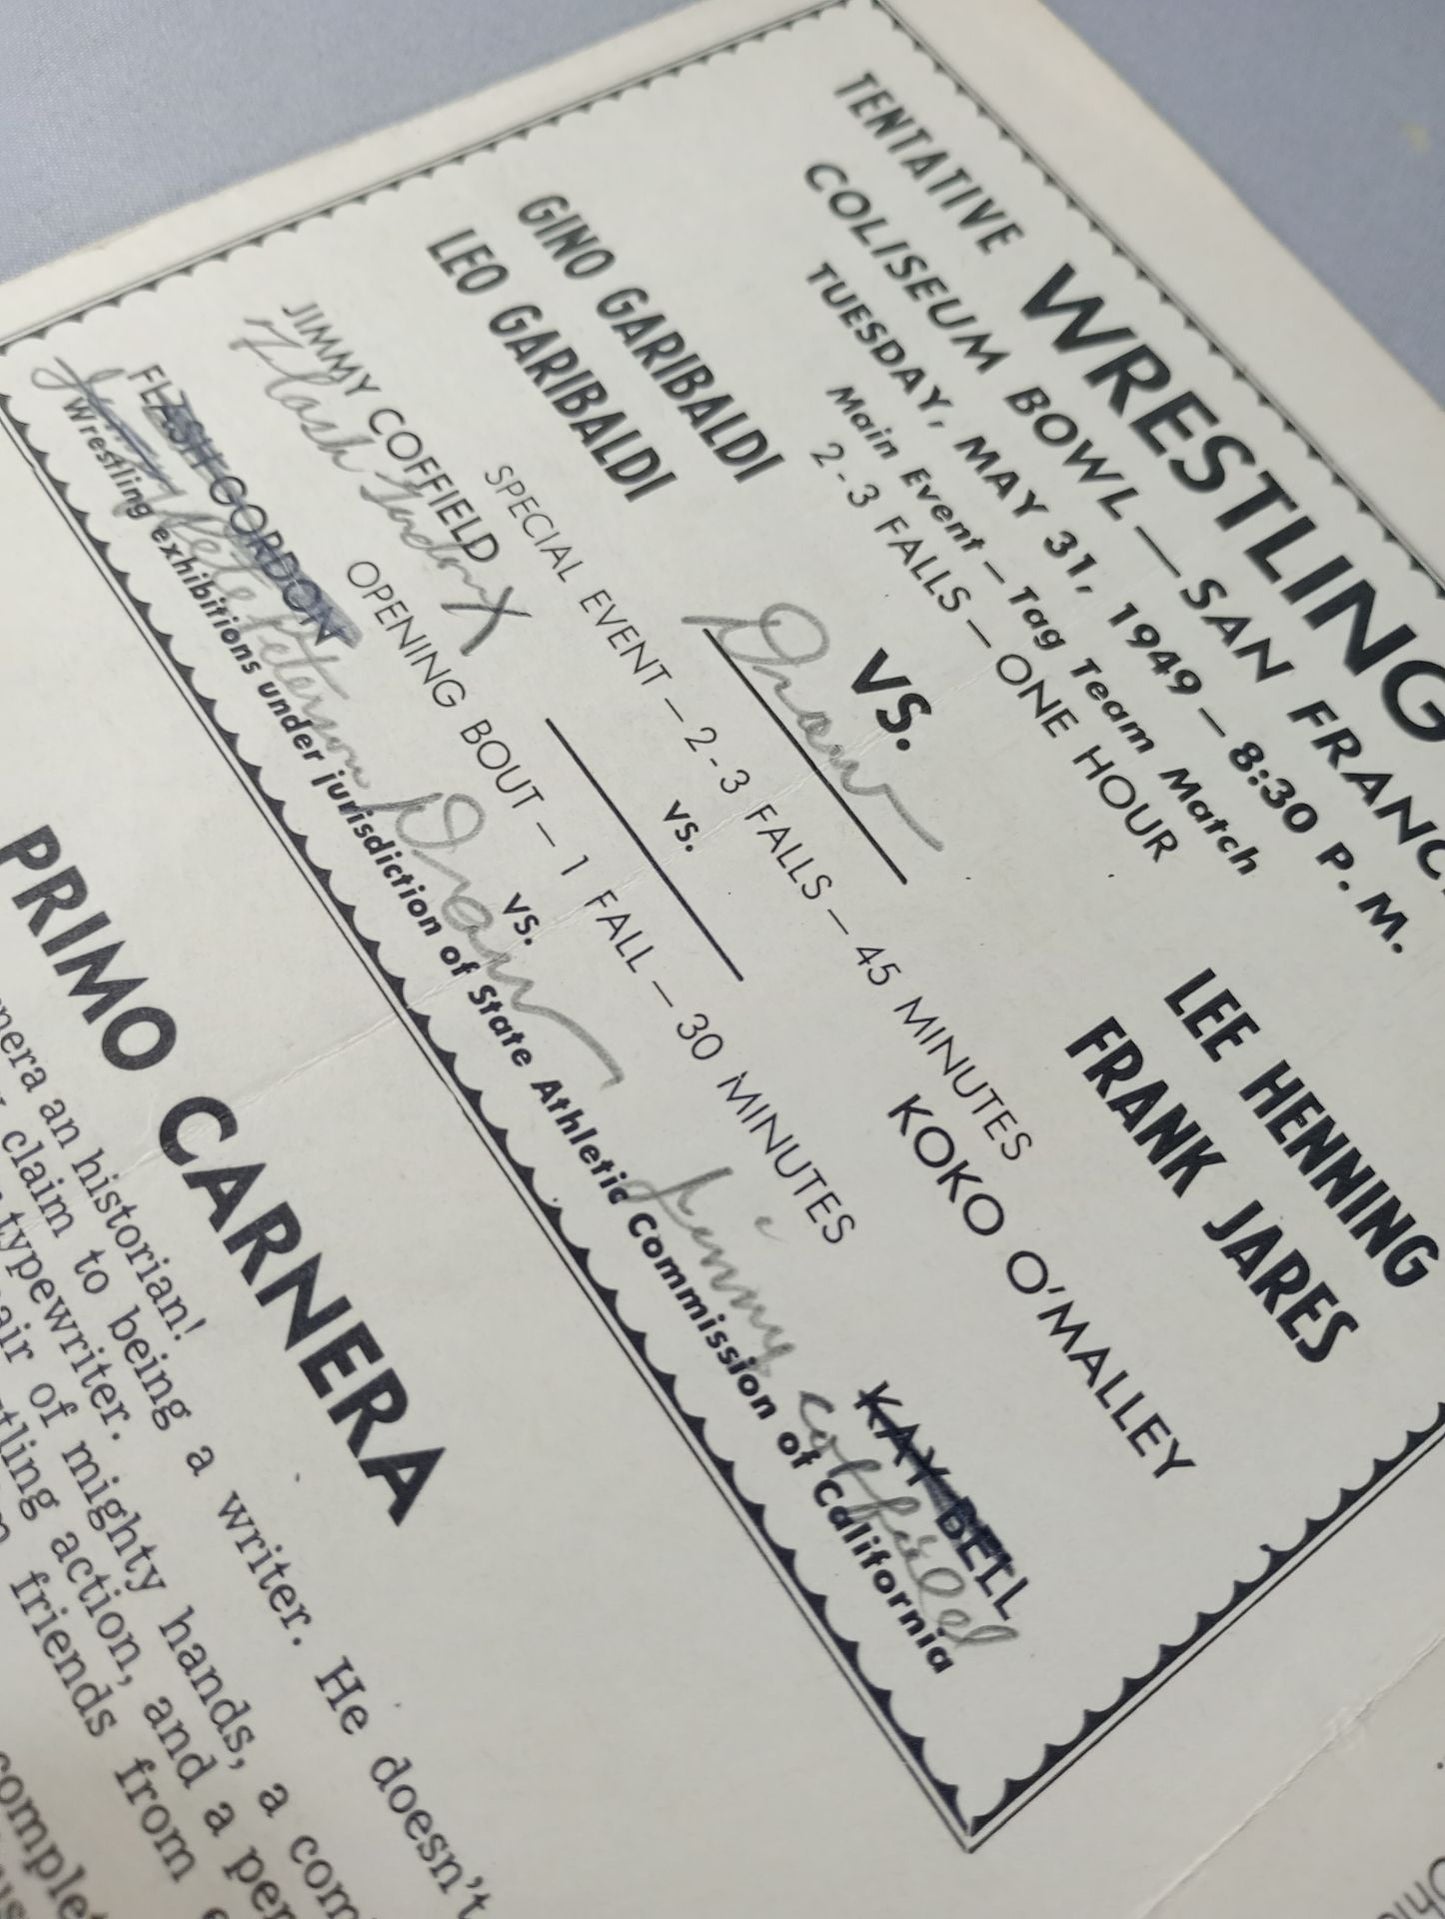 TENTATIVE WRESTLING
COLISEUM BOWL — SAN FRANC
TUESDAY, MAY 31, 1949 — 8:30 P. M.
Main Event — Tag Team Match
2-3 FALLS — ONE HOUR
GINO GARIBALDI VS. LEE HENNING
LEO GARIBALDI FRANK JARES
Draw
SPECIAL EVENT — 2-3 FALLS — 45 MINUTES
JIMMY COFFIELD vs. KOKO O'MALLEY
Flash Gordon X
OPENING BOUT — 1 FALL — 30 MINUTES
FLASH GORDON vs. KAY BELL
Pete Peterson Draw Jimmy Coffield
Wrestling exhibitions under jurisdiction of State Athletic Commission of California
PRIMO CARNERA
nera an historian!
claim to being a writer. He doesn't
typewriter.
air of mighty hands, a com
tling action, and a per
friends from
complet